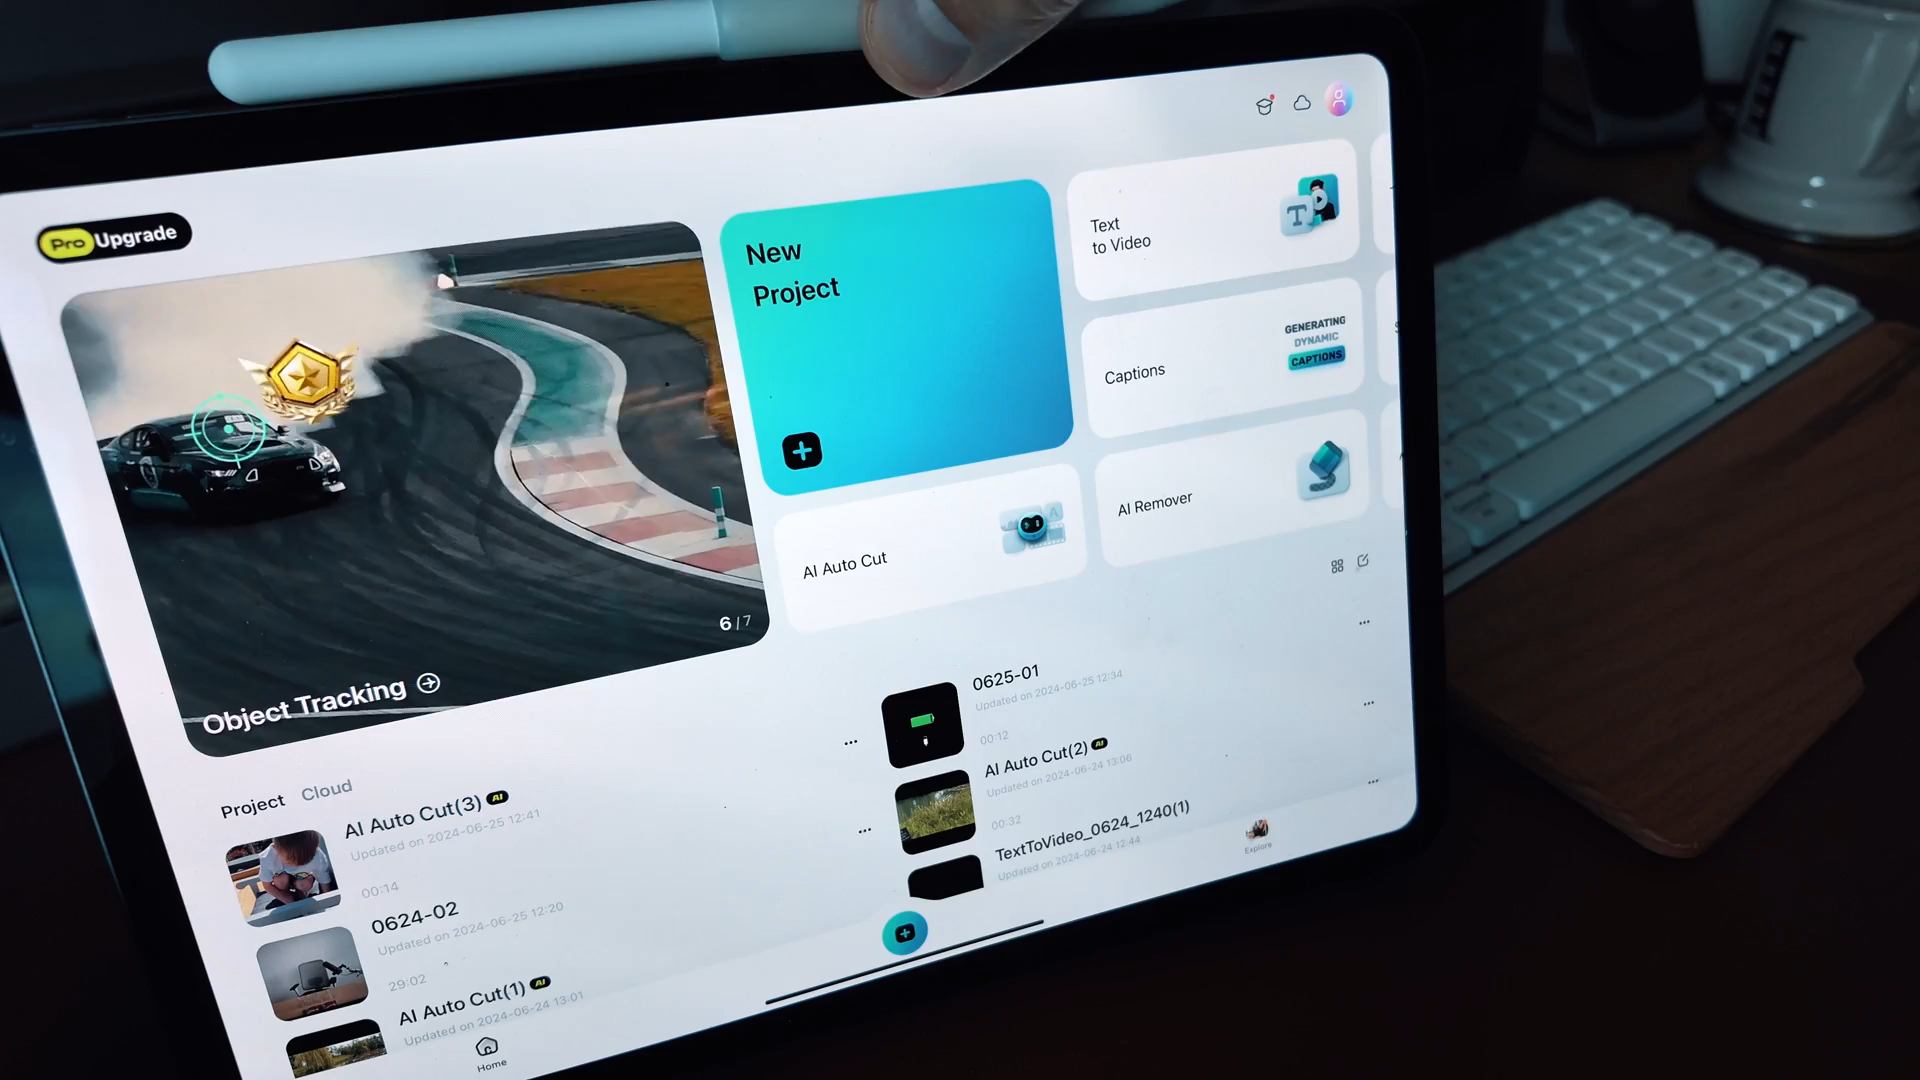 Pro Upgrade
New
Project
Text
to Video
GENERATING
DYNAMIC
CAPTIONS
Captions
AI Remover
AI Auto Cut
6/7
Object Tracking
Project Cloud
AI Auto Cut(3) AI
Updated on 2024-06-25 12:41
00:14
0624-02
Updated on 2024-06-25 12:20
29:02
AI Auto Cut(1) AI
Updated on 2024-06-24 13:01
0625-01
Updated on 2024-06-25 12:34
00:12
AI Auto Cut(2) AI
Updated on 2024-06-24 13:06
00:32
TextToVideo_0624_1240(1)
Updated on 2024-06-24 12:44
Home
Explore